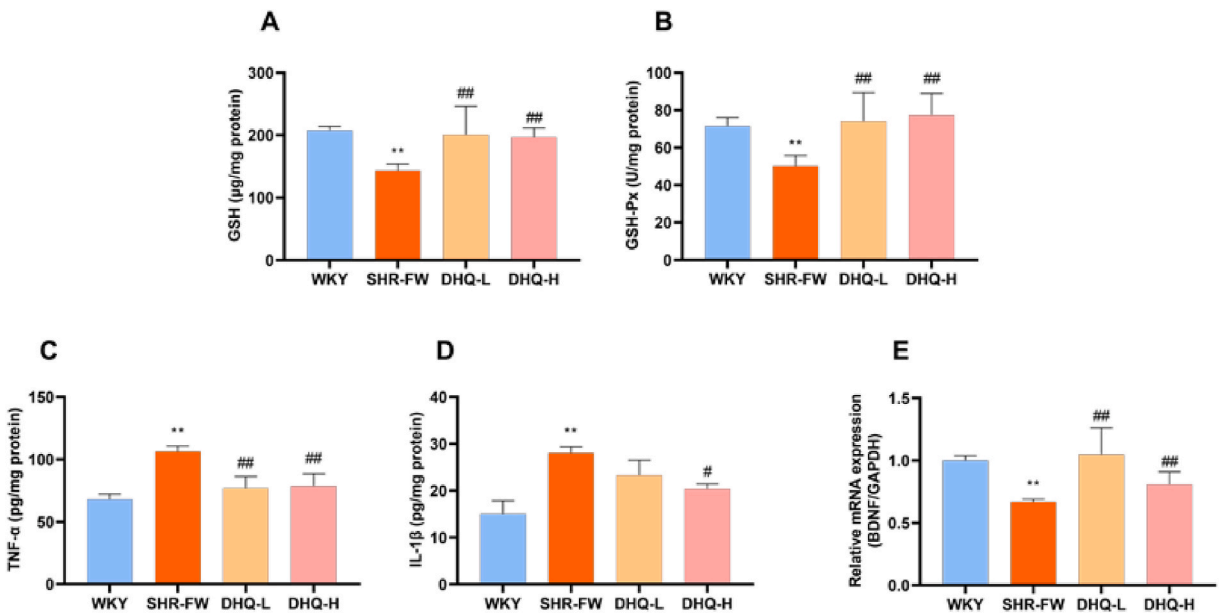 A
GSH (µg/mg protein)
300
200
100
0
**
##
##
WKY SHR-FW DHQ-L DHQ-H
B
GSH-Px (U/mg protein)
100
80
60
40
20
0
**
##
##
WKY SHR-FW DHQ-L DHQ-H
C
TNF-α (pg/mg protein)
150
100
50
0
**
##
##
WKY SHR-FW DHQ-L DHQ-H
D
IL-1β (pg/mg protein)
40
30
20
10
0
**
#
WKY SHR-FW DHQ-L DHQ-H
E
Relative mRNA expression
(BDNF/GAPDH)
1.5
1.0
0.5
0.0
**
##
##
WKY SHR-FW DHQ-L DHQ-H